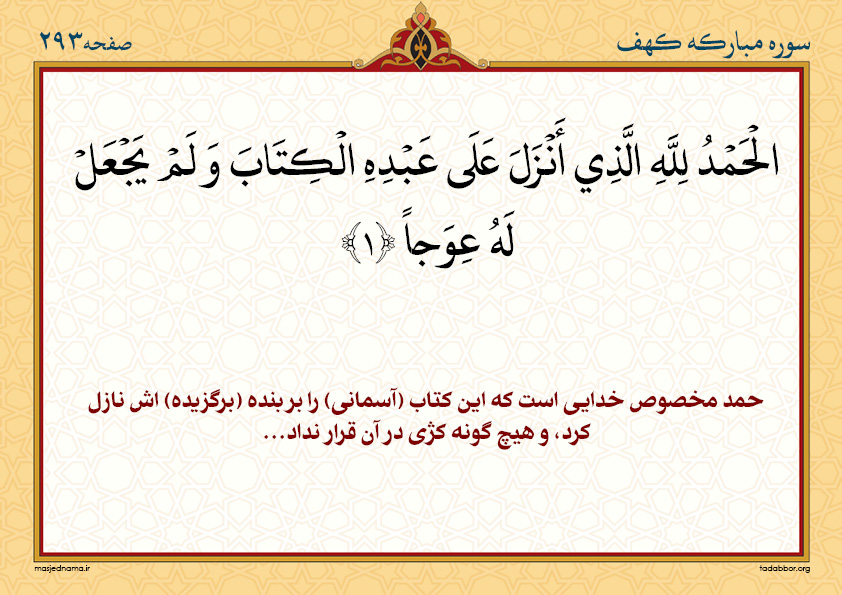 سوره مبارکه کهف
صفحه۲۹۳
الْحَمْدُ لِلَّهِ الَّذِي أَنْزَلَ عَلَى عَبْدِهِ الْكِتَابَ وَ لَمْ يَجْعَلْ
لَهُ عِوَجاً ﴿۱﴾
حمد مخصوص خدایی است که این کتاب (آسمانی) را بر بنده (برگزیده) اش نازل
کرد، و هیچ گونه کژی در آن قرار نداد...
masjednama.ir
tadabbor.org